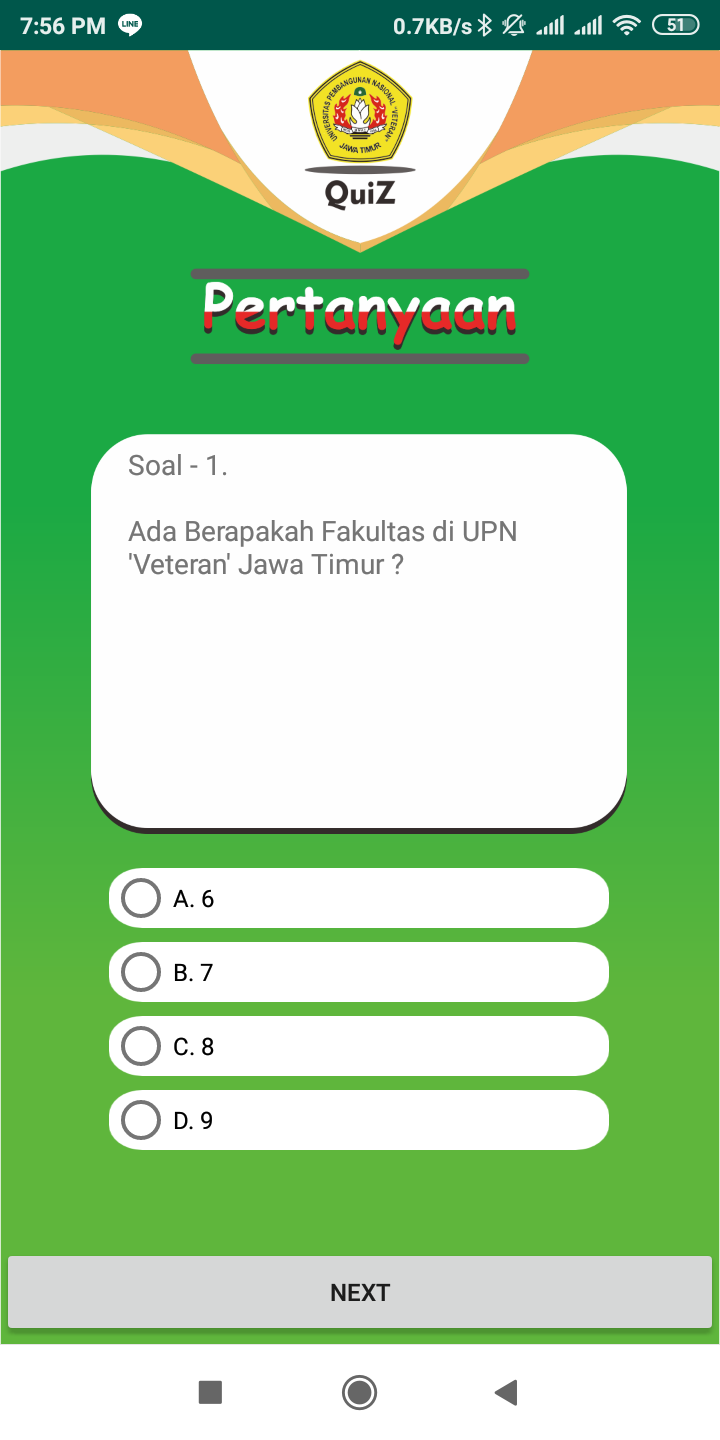 7:56 PM LINE 0.7KB/s 51
UNIVERSITAS PEMBANGUNAN NASIONAL "VETERAN"
JAWA TIMUR
QuiZ
Pertanyaan
Soal - 1.
Ada Berapakah Fakultas di UPN
'Veteran' Jawa Timur ?
A. 6
B. 7
C. 8
D. 9
NEXT